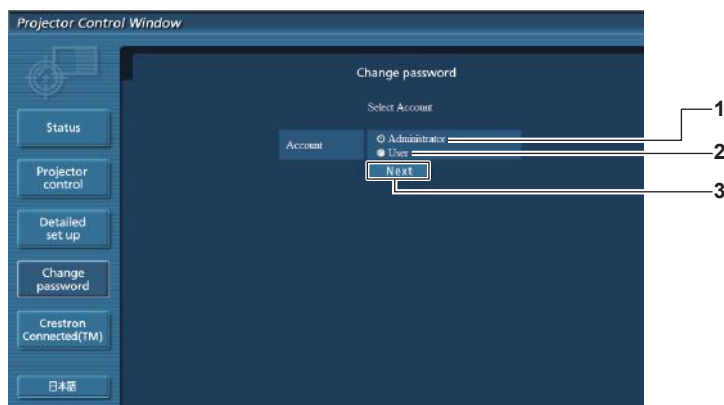 Projector Control Window
Change password
Select Account
Account
Administrator
User
Next
1
2
3
Status
Projector
control
Detailed
set up
Change
password
Crestron
Connected(TM)
日本語